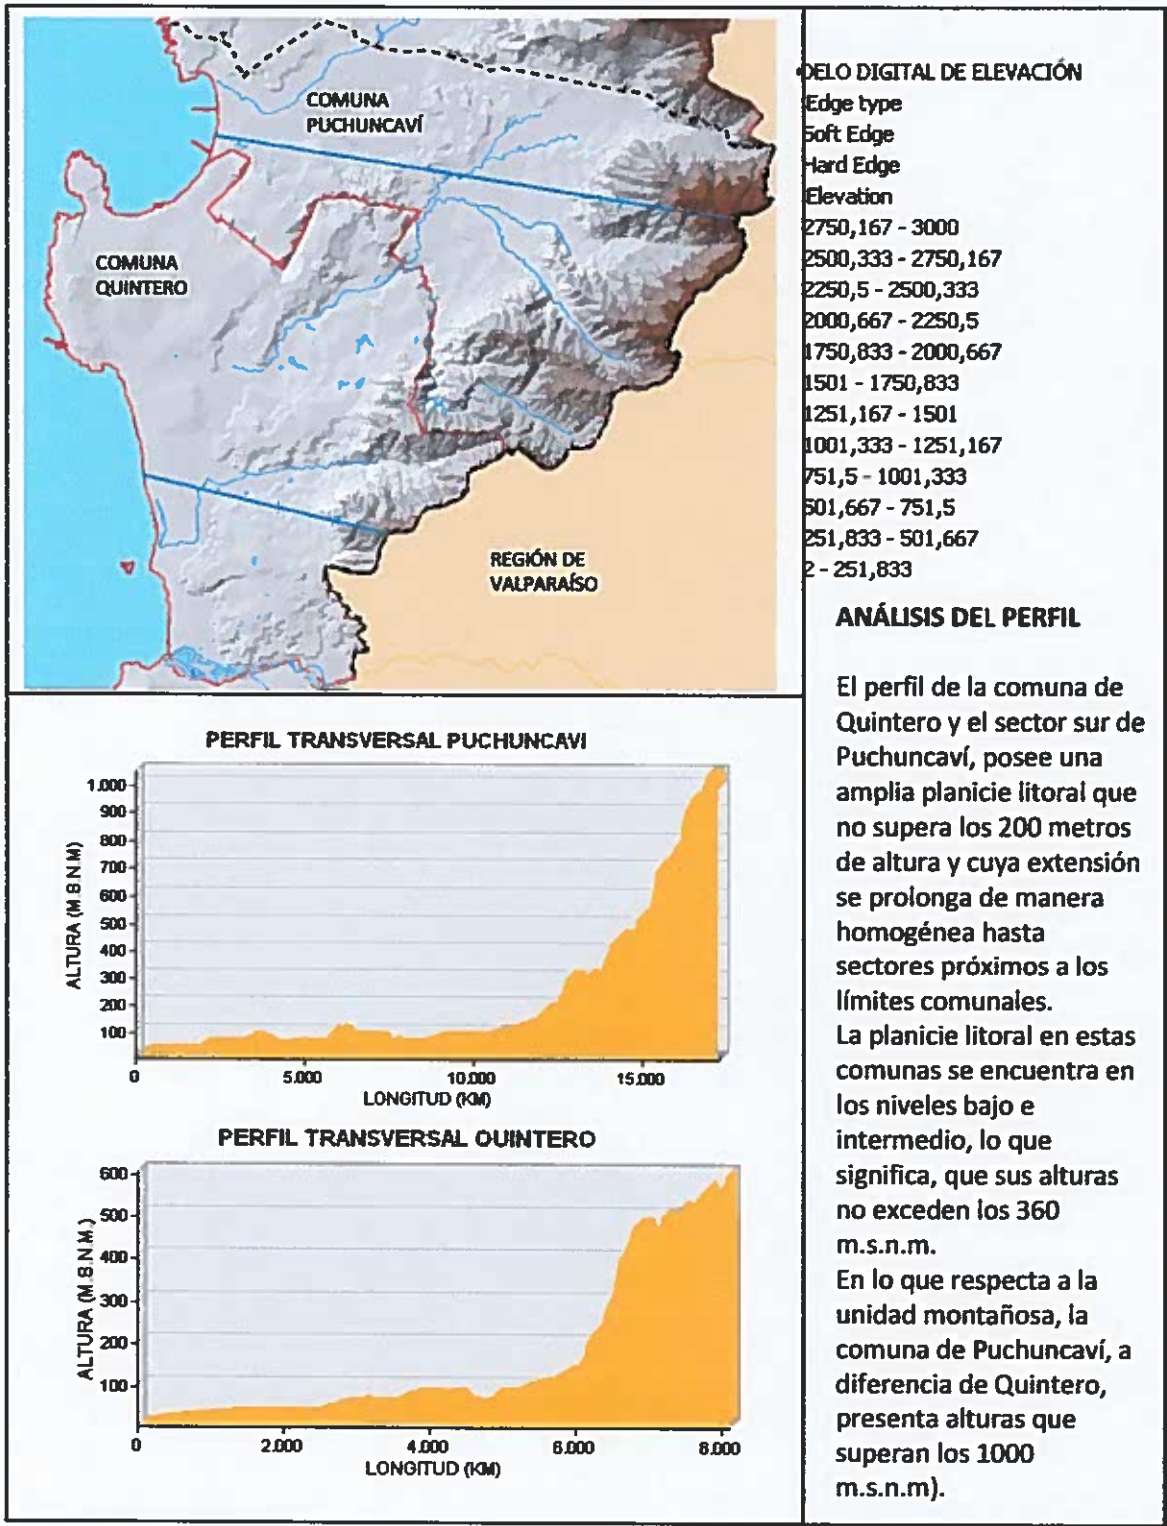 COMUNA
PUCHUNCAVÍ
COMUNA
QUINTERO
REGIÓN DE
VALPARAÍSO
DELO DIGITAL DE ELEVACIÓN
Edge type
Soft Edge
Hard Edge
Elevation
2750,167 - 3000
2500,333 - 2750,167
2250,5 - 2500,333
2000,667 - 2250,5
1750,833 - 2000,667
1501 - 1750,833
1251,167 - 1501
1001,333 - 1251,167
751,5 - 1001,333
501,667 - 751,5
251,833 - 501,667
2 - 251,833
ANÁLISIS DEL PERFIL
El perfil de la comuna de
Quintero y el sector sur de
Puchuncaví, posee una
amplia planicie litoral que
no supera los 200 metros
de altura y cuya extensión
se prolonga de manera
homogénea hasta
sectores próximos a los
límites comunales.
La planicie litoral en estas
comunas se encuentra en
los niveles bajo e
intermedio, lo que
significa, que sus alturas
no exceden los 360
m.s.n.m.
En lo que respecta a la
unidad montañosa, la
comuna de Puchuncaví, a
diferencia de Quintero,
presenta alturas que
superan los 1000
m.s.n.m).
PERFIL TRANSVERSAL PUCHUNCAVI
ALTURA (M.S.N.M)
1.000
900
800
700
600
500
400
300
200
100
0 5.000 10.000 15.000
LONGITUD (KM)
PERFIL TRANSVERSAL QUINTERO
ALTURA (M.S.N.M.)
600
500
400
300
200
100
0 2.000 4.000 6.000 8.000
LONGITUD (KM)